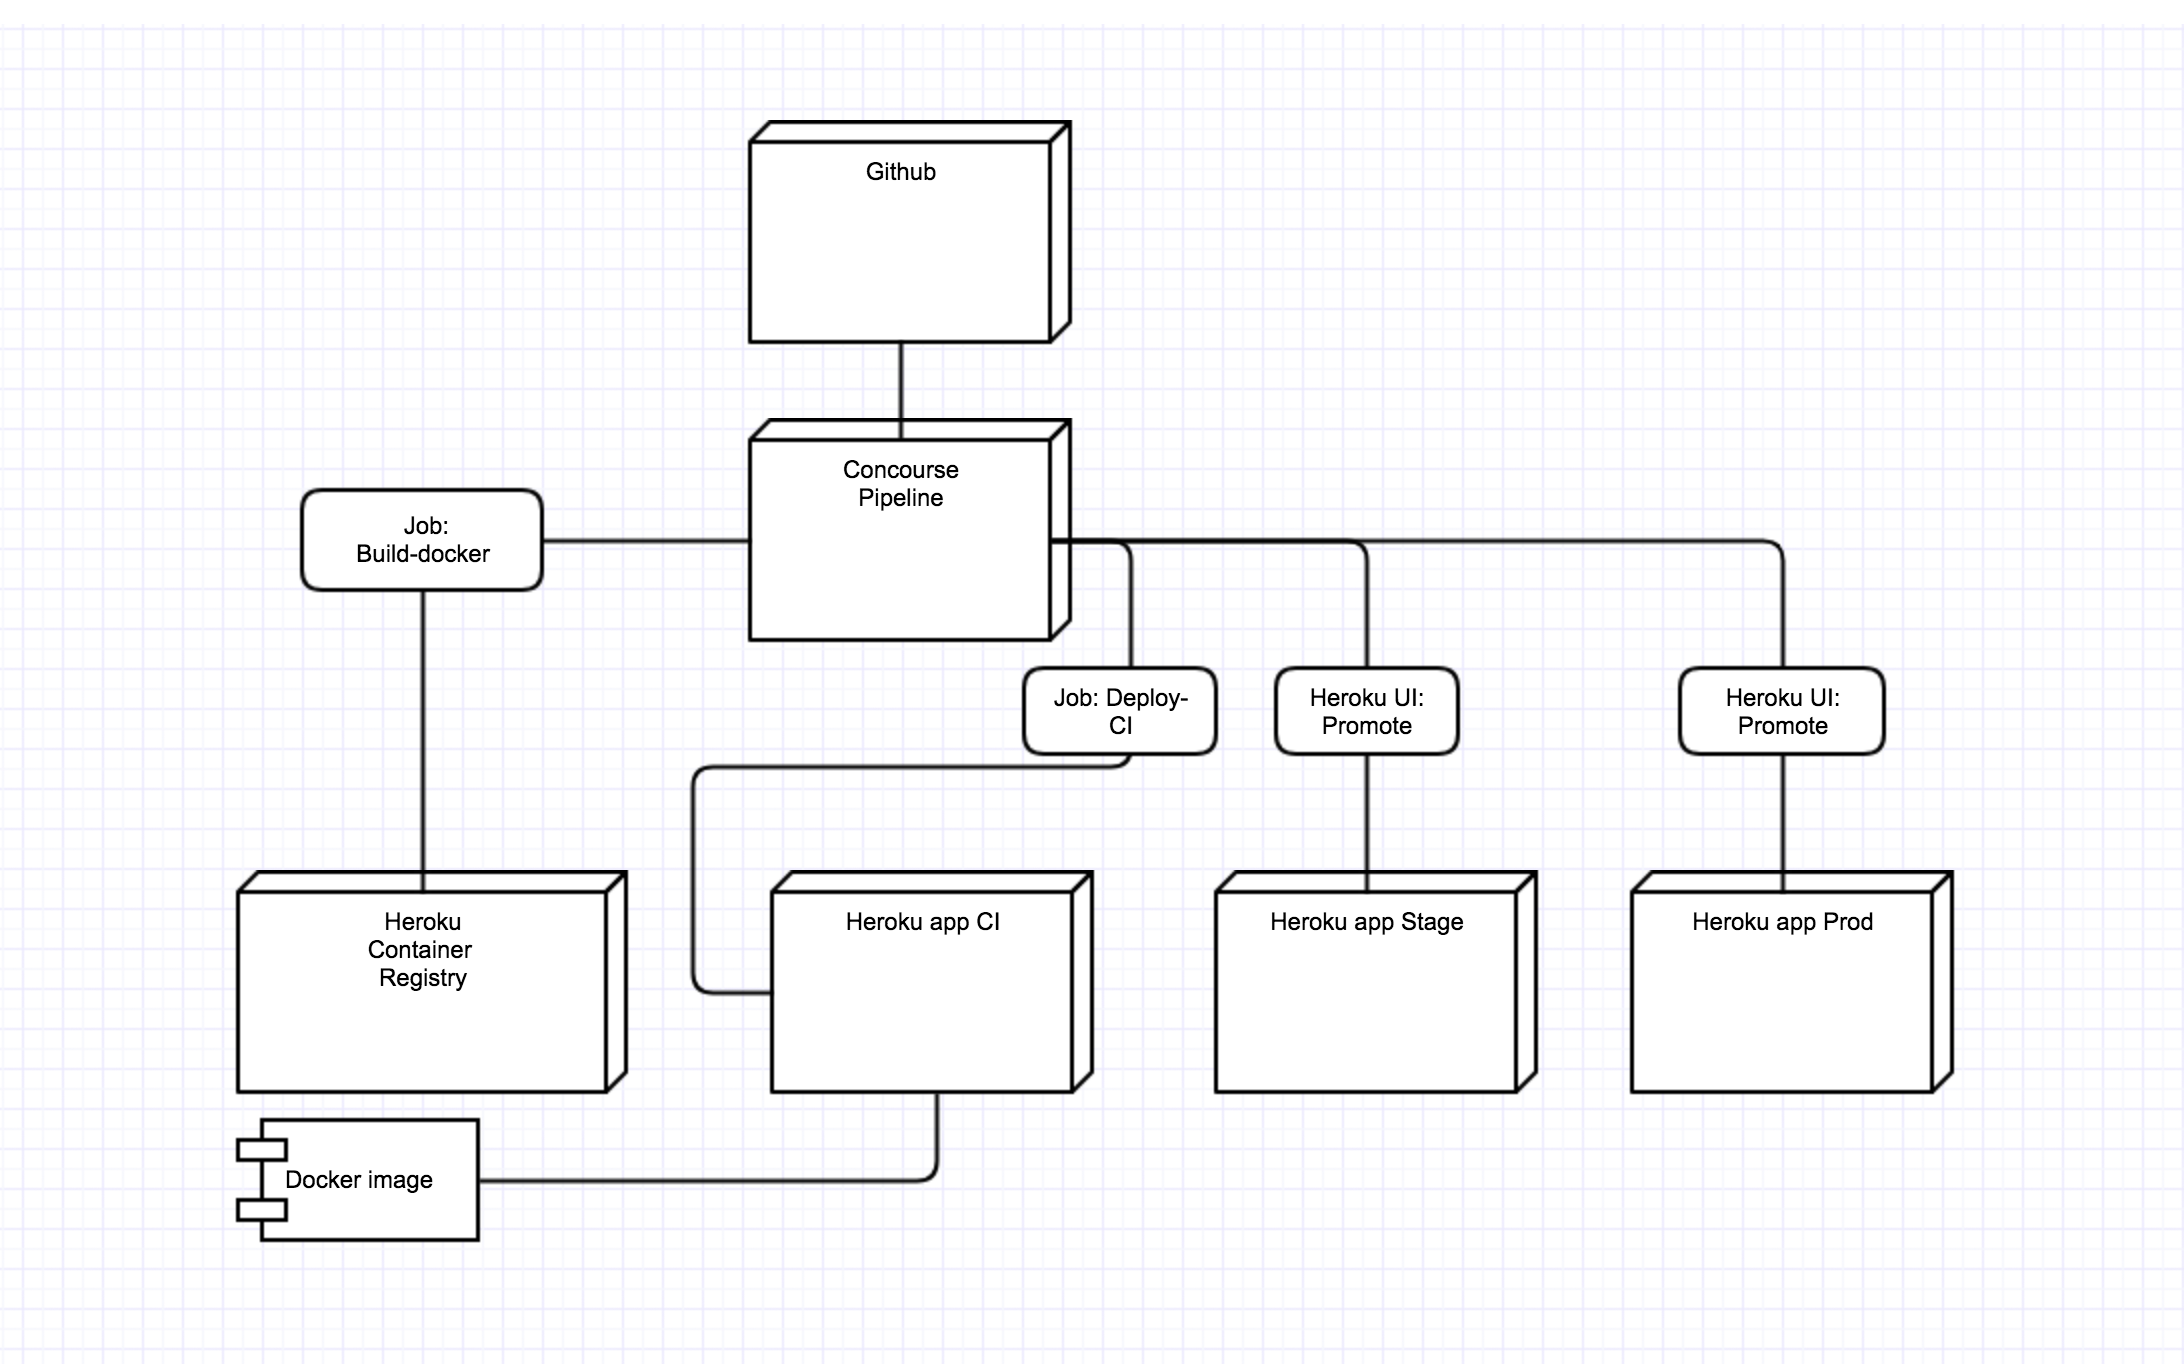 Github
Concourse
Pipeline
Job:
Build-docker
Job: Deploy-
CI
Heroku UI:
Promote
Heroku UI:
Promote
Heroku
Container
Registry
Heroku app CI
Heroku app Stage
Heroku app Prod
Docker image